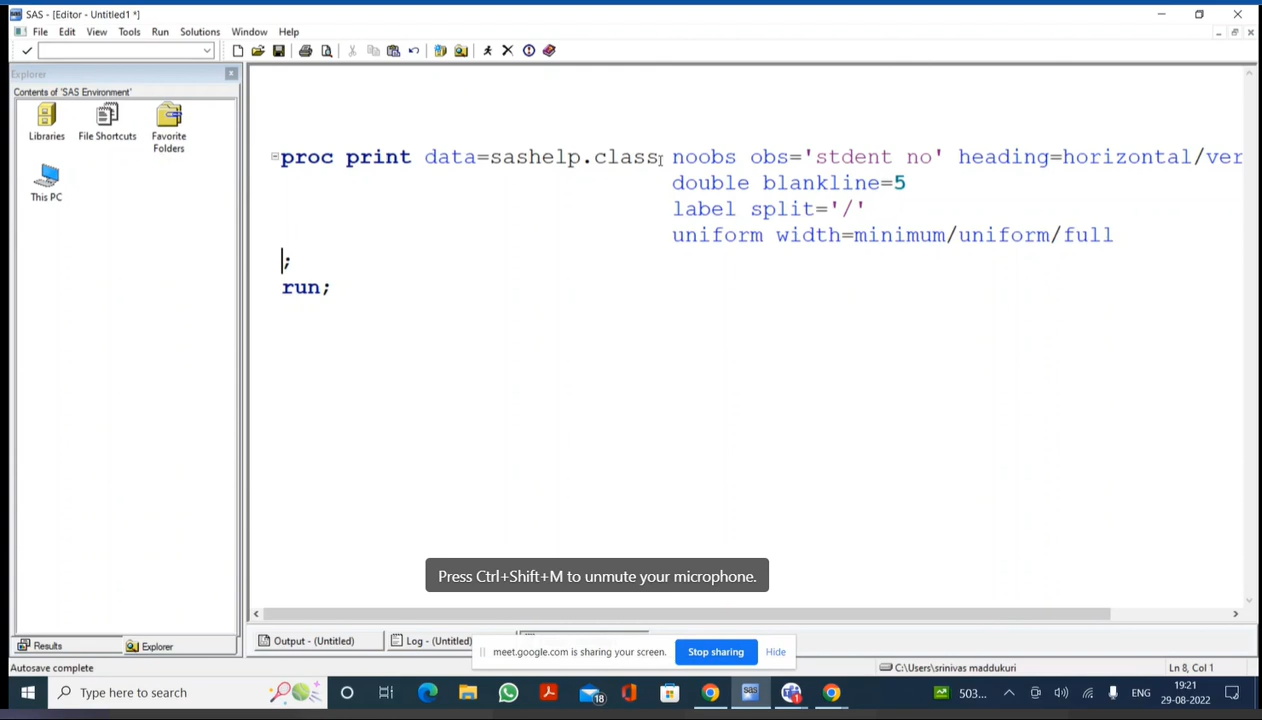 SAS - [Editor - Untitled1 *]
File Edit View Tools Run Solutions Window Help
Explorer
Contents of 'SAS Environment'
Libraries File Shortcuts Favorite Folders
This PC
proc print data=sashelp.class noobs obs='stdent no' heading=horizontal/ver
double blankline=5
label split='/'
uniform width=minimum/uniform/full
;
run;
Press Ctrl+Shift+M to unmute your microphone.
Results Explorer
Output - (Untitled) Log - (Untitled)
meet.google.com is sharing your screen. Stop sharing Hide
Autosave complete C:\Users\srinivas maddukuri Ln 8, Col 1
Type here to search 18 sas 1 503... ENG 19:21
29-08-2022